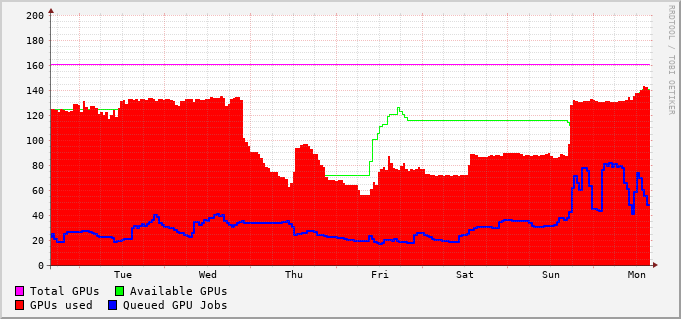 200
180
160
140
120
100
80
60
40
20
0
Tue Wed Thu Fri Sat Sun Mon
Total GPUs Available GPUs
GPUs used Queued GPU Jobs
RRDTOOL / TOBI OETIKER